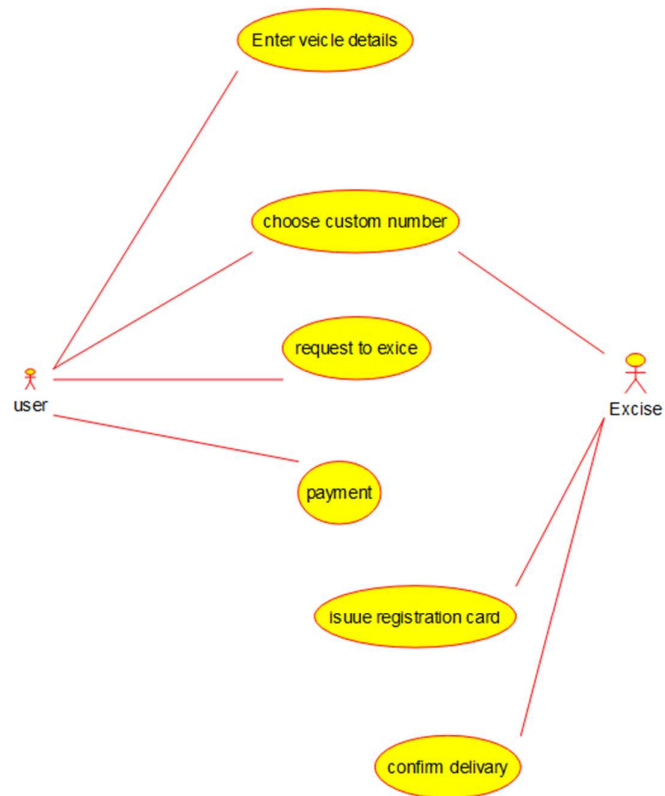 Enter veicle details
choose custom number
request to exice
user
Excise
payment
isuue registration card
confirm delivary